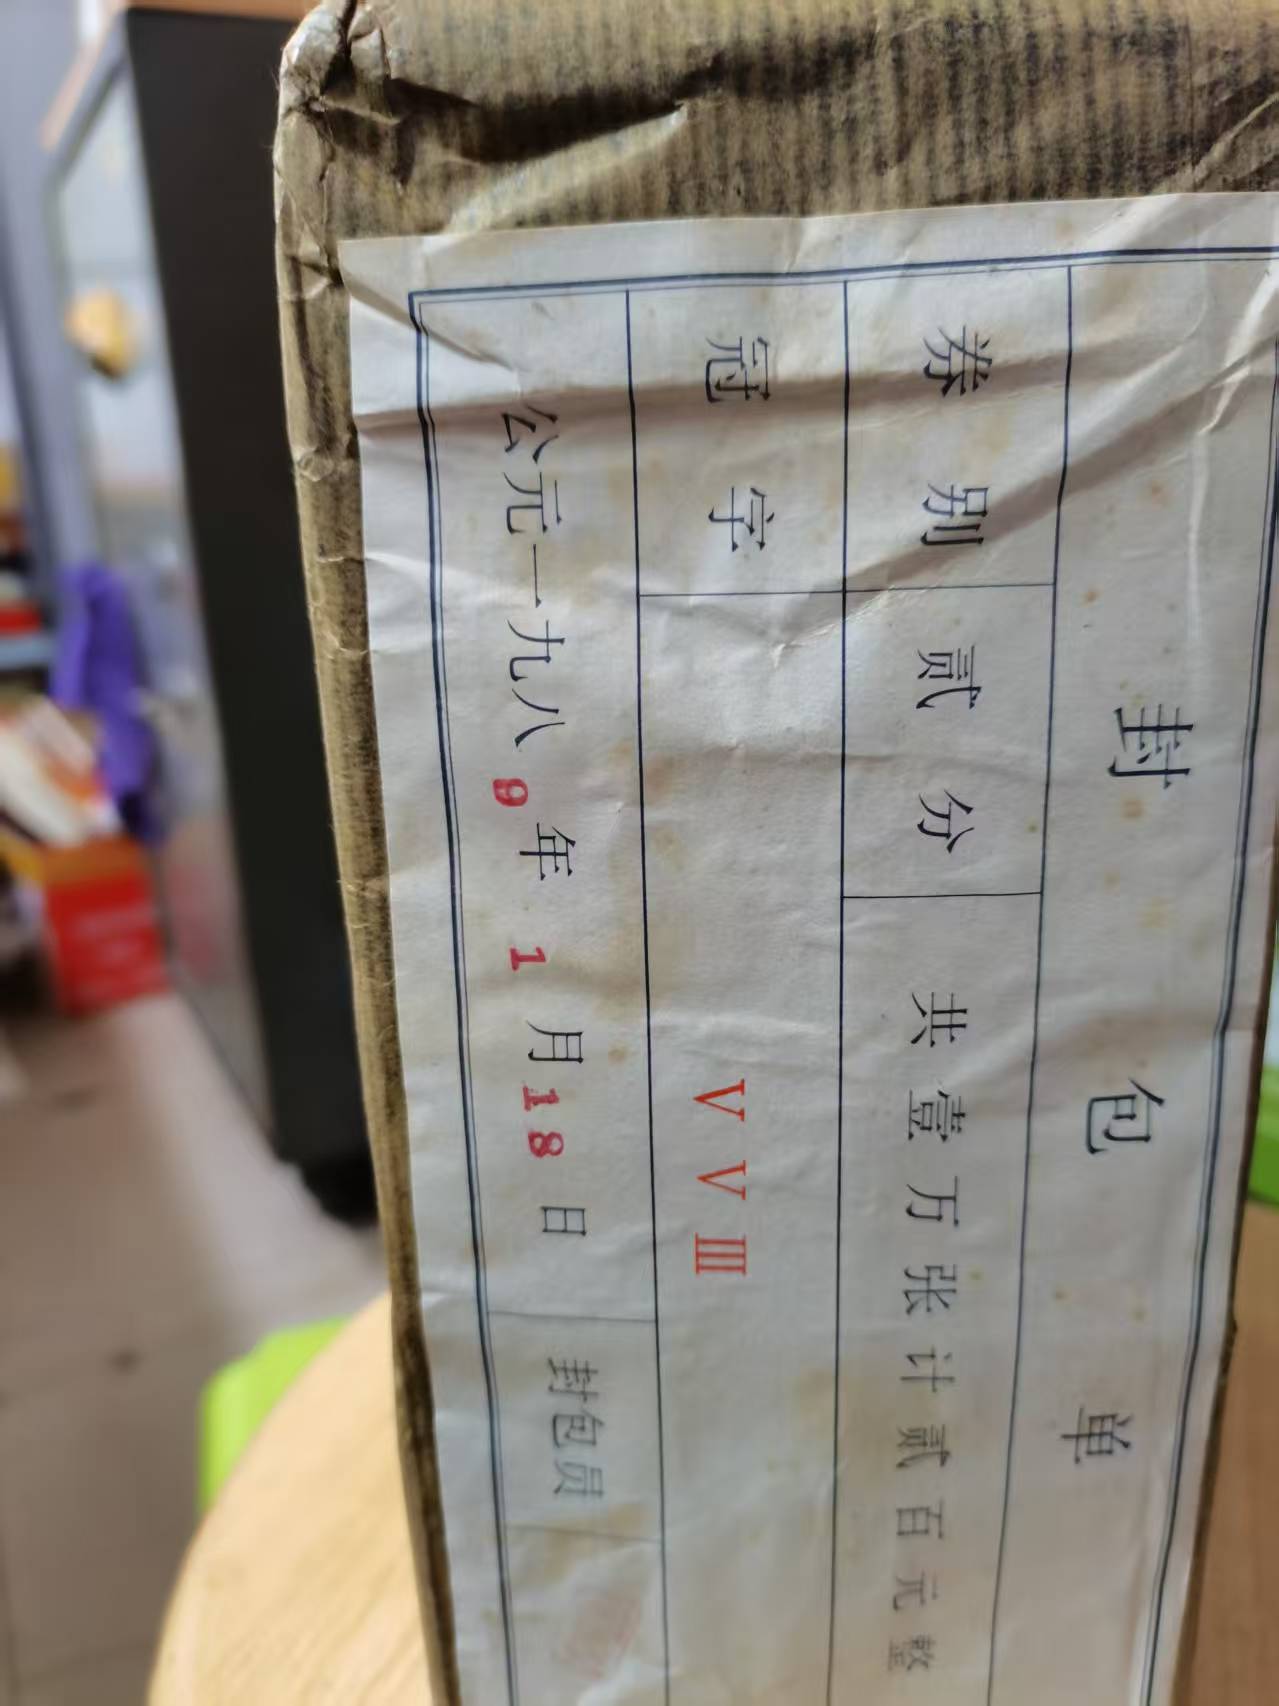 封包单
券别 贰分 共壹万张计贰百元整
冠字 V V III
公元一九八9年1月18日 封包员